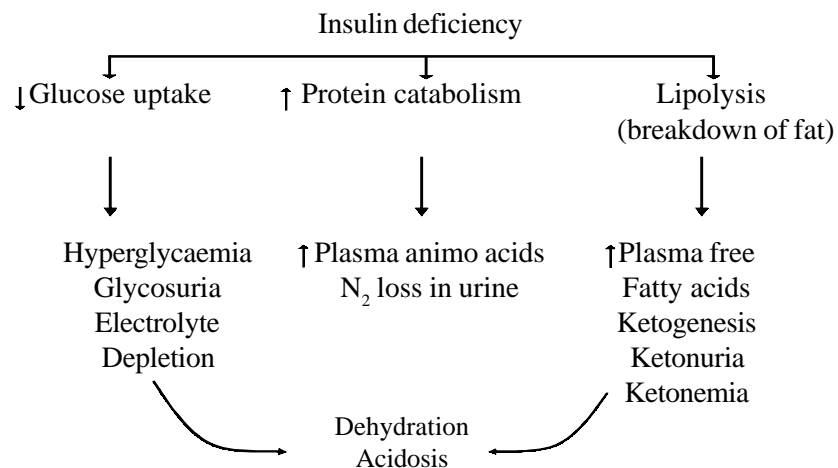 Insulin deficiency
↓Glucose uptake
↑ Protein catabolism
Lipolysis
(breakdown of fat)
Hyperglycaemia
Glycosuria
Electrolyte
Depletion
↑Plasma animo acids
N₂ loss in urine
↑Plasma free
Fatty acids
Ketogenesis
Ketonuria
Ketonemia
Dehydration
Acidosis